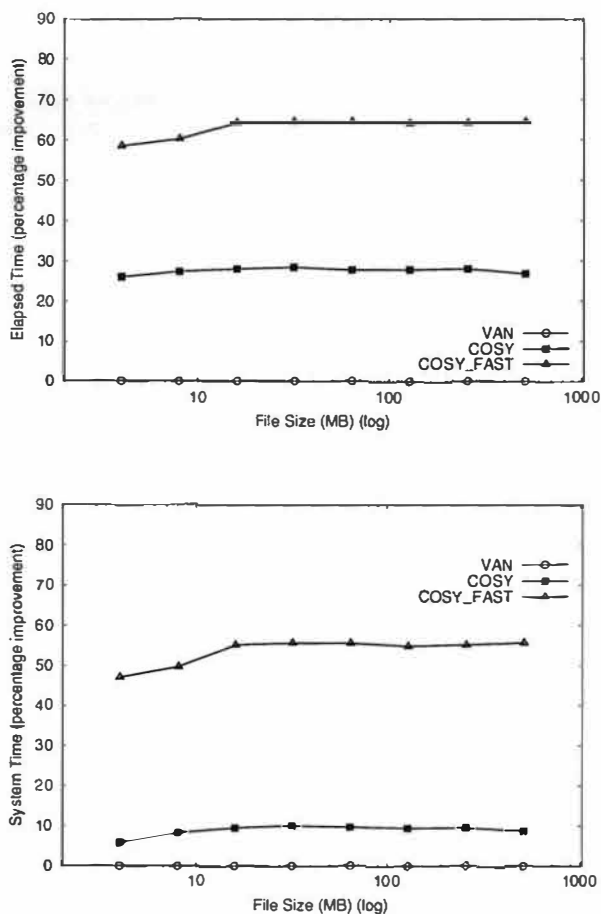 90
80
70
60
50
40
30
20
10
0
Elapsed Time (percentage impovement)
VAN
COSY
COSY_FAST
10 100 1000
File Size (MB) (log)
90
80
70
60
50
40
30
20
10
0
System Time (percentage improvement)
VAN
COSY
COSY_FAST
10 100 1000
File Size (MB) (log)